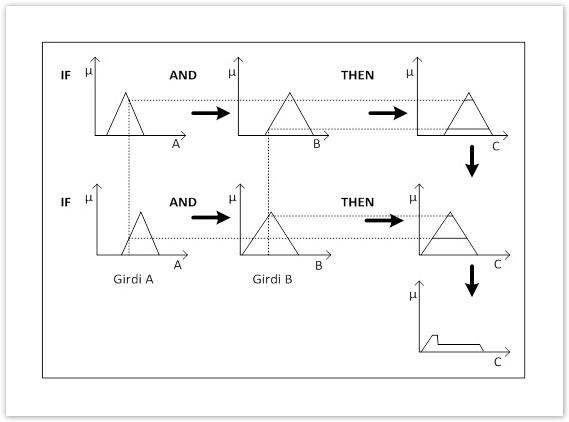 IF μ AND μ THEN μ
A B C
IF μ AND μ THEN μ
A B C
Girdi A Girdi B
μ
C